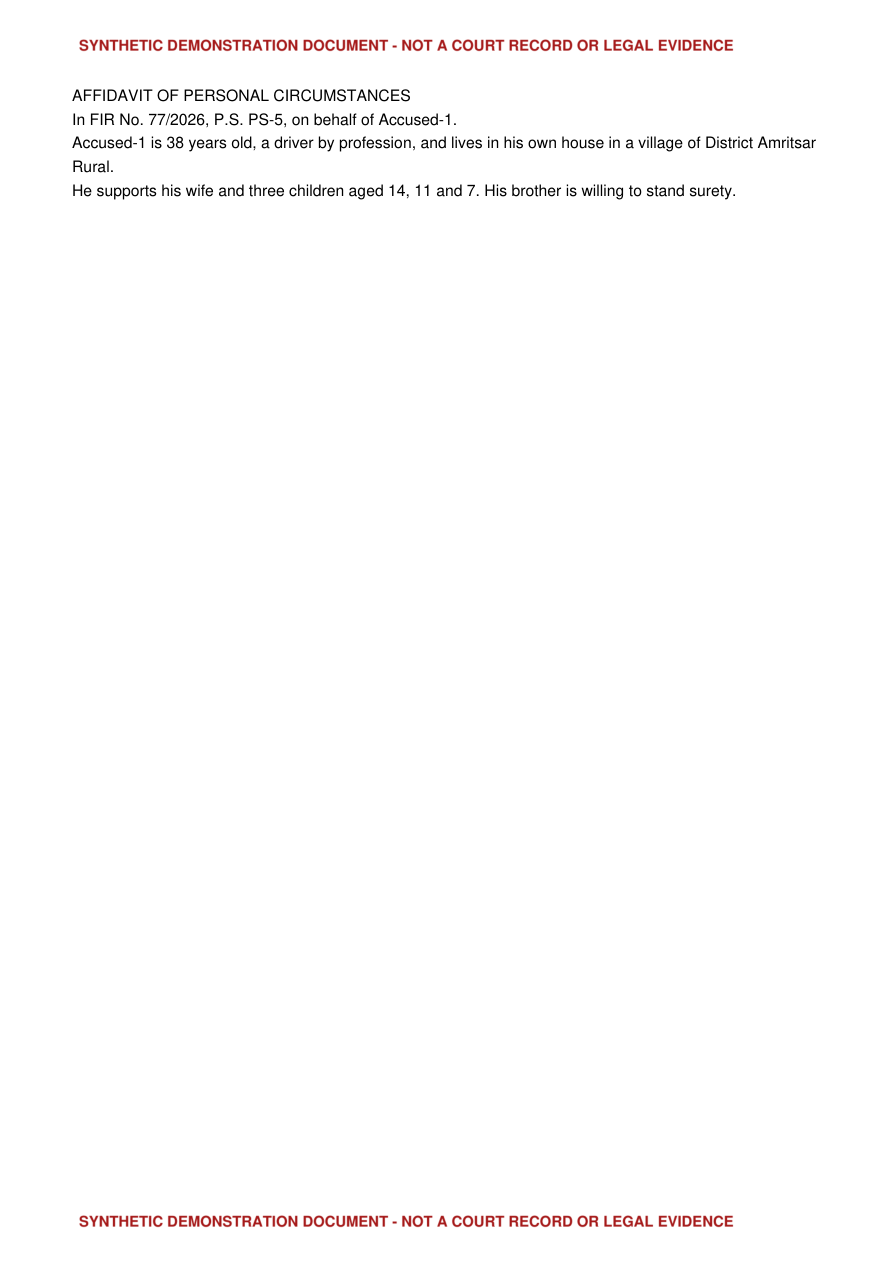 SYNTHETIC DEMONSTRATION DOCUMENT - NOT A COURT RECORD OR LEGAL EVIDENCE
AFFIDAVIT OF PERSONAL CIRCUMSTANCES
In FIR No. 77/2026, P.S. PS-5, on behalf of Accused-1.
Accused-1 is 38 years old, a driver by profession, and lives in his own house in a village of District Amritsar
Rural.
He supports his wife and three children aged 14, 11 and 7. His brother is willing to stand surety.
SYNTHETIC DEMONSTRATION DOCUMENT - NOT A COURT RECORD OR LEGAL EVIDENCE